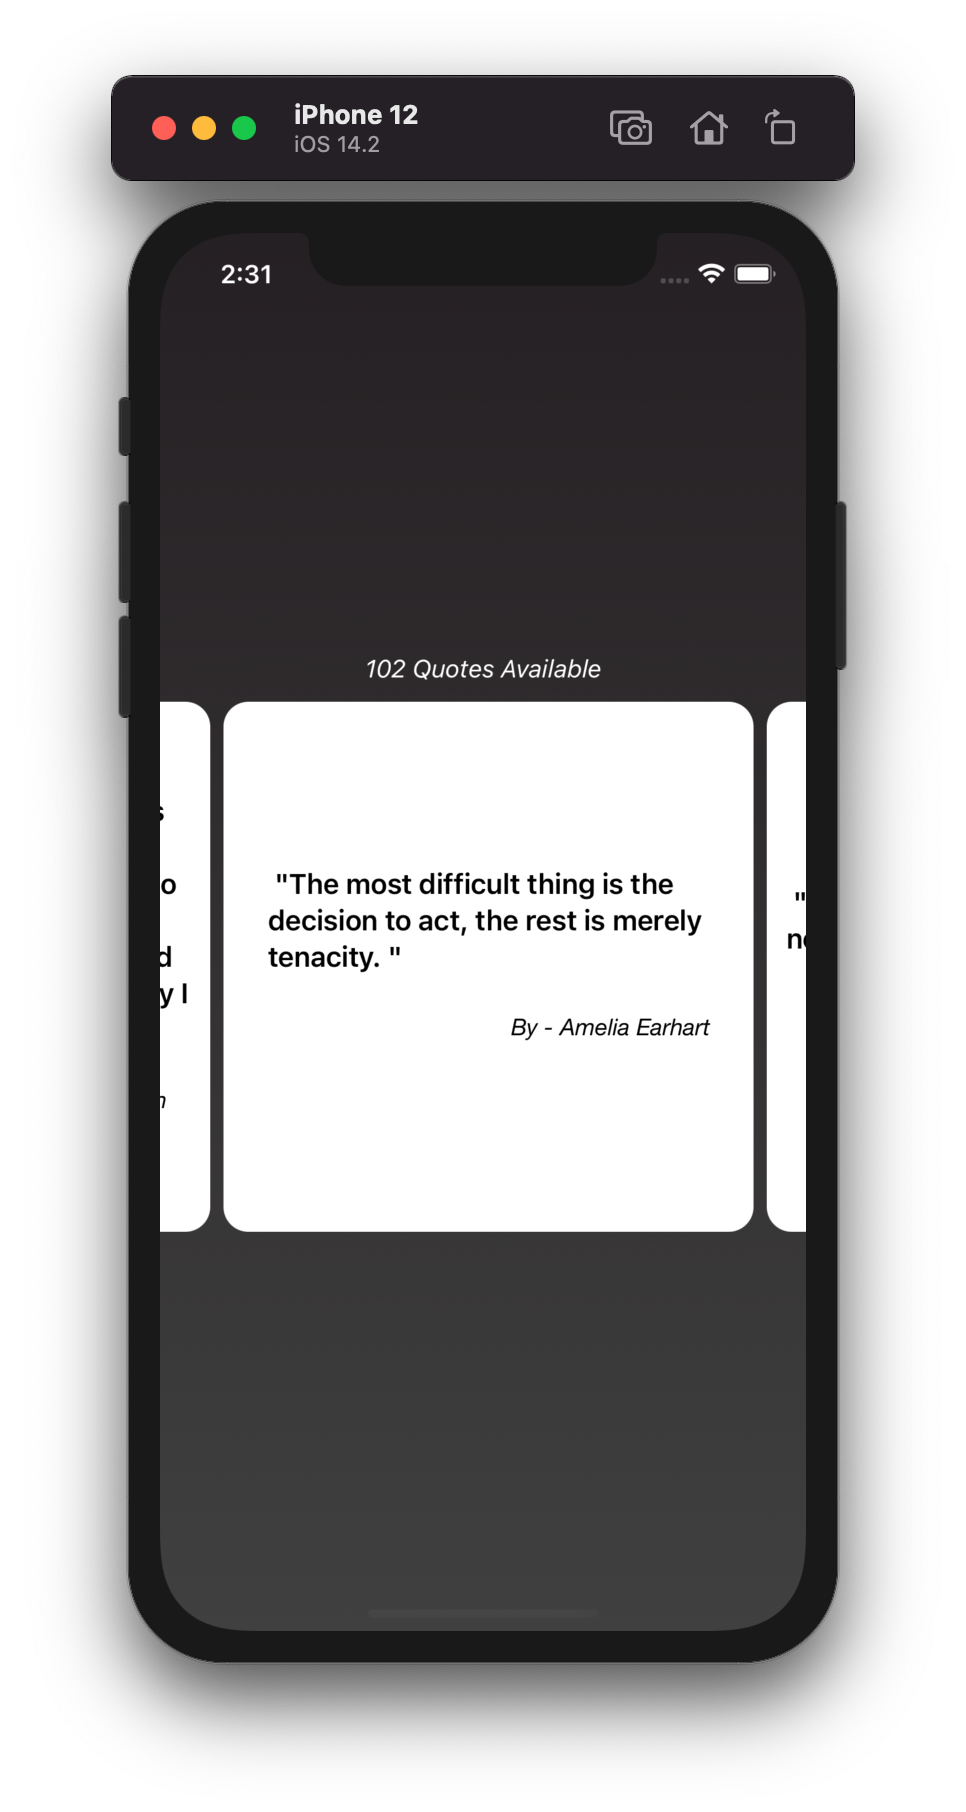 iPhone 12
iOS 14.2
2:31
102 Quotes Available
"The most difficult thing is the
decision to act, the rest is merely
tenacity. "
By - Amelia Earhart